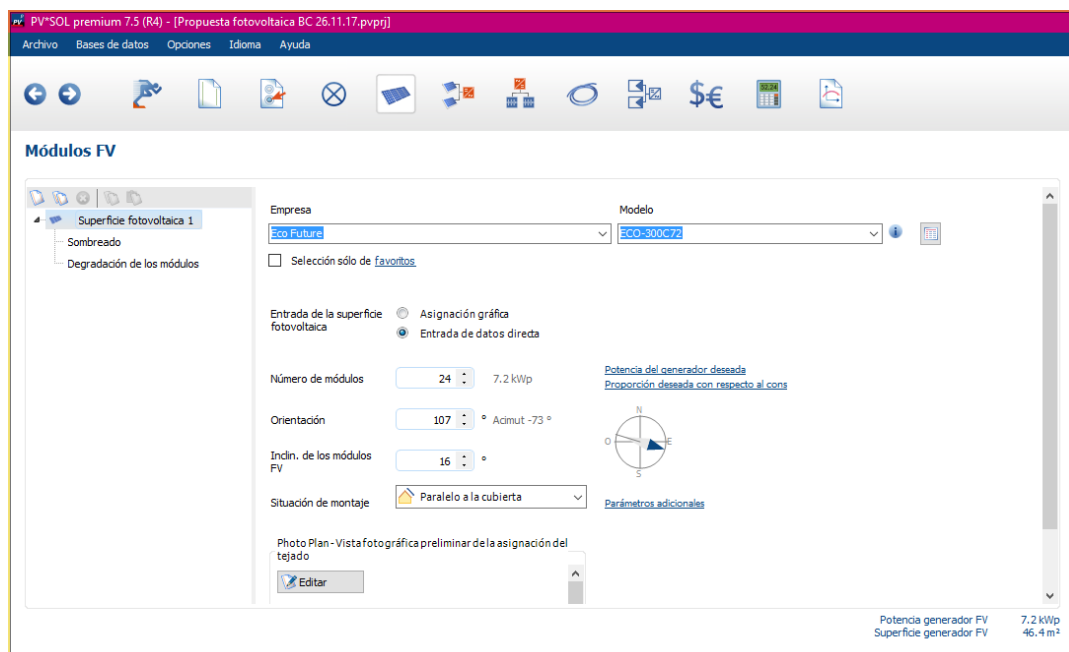 PV*SOL premium 7.5 (R4) - [Propuesta fotovoltaica BC 26.11.17.pvprj]
Archivo Bases de datos Opciones Idioma Ayuda
$€
Módulos FV
Superficie fotovoltaica 1
Sombreado
Degradación de los módulos
Empresa Modelo
Eco Future ECO-300C72
Selección sólo de favoritos
Entrada de la superficie
fotovoltaica
Asignación gráfica
Entrada de datos directa
Número de módulos 24 7.2 kWp
Potencia del generador deseada
Proporción deseada con respecto al cons
Orientación 107 ° Acimut -73 °
N
O E
S
Inclin. de los módulos
FV
16 °
Situación de montaje Paralelo a la cubierta Parámetros adicionales
Photo Plan - Vista fotográfica preliminar de la asignación del
tejado
Editar
Potencia generador FV 7.2 kWp
Superficie generador FV 46.4 m²